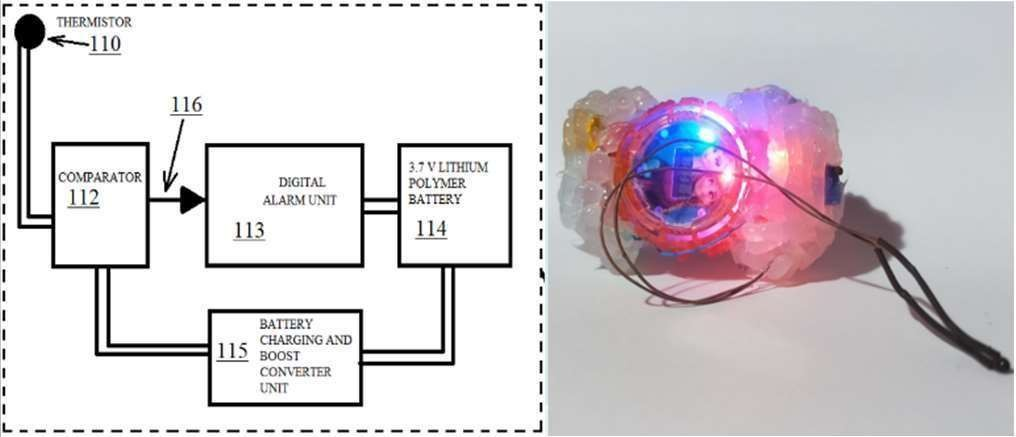 THERMISTOR
110
116
COMPARATOR
112
DIGITAL
ALARM UNIT
113
3.7 V LITHIUM
POLYMER
BATTERY
114
BATTERY
CHARGING AND
115 BOOST
CONVERTER
UNIT